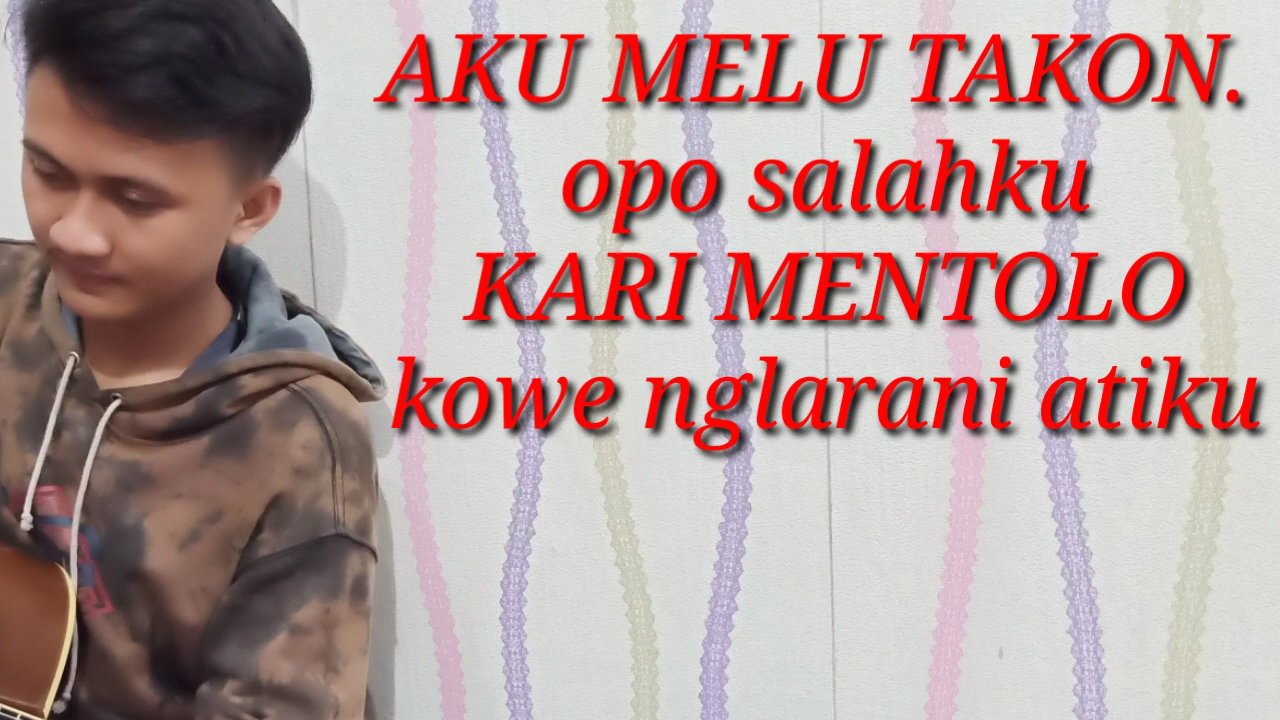 AKU MELU TAKON.
opo salahku
KARI MENTOLO
kowe nglarani atiku